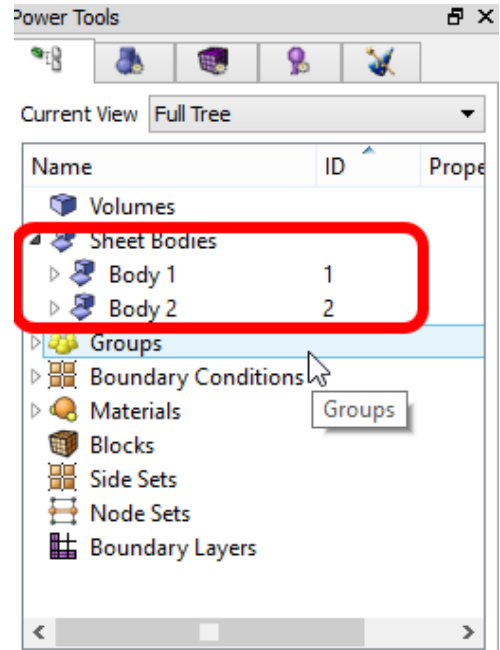 Power Tools
Current View Full Tree
Name ID Prope
Volumes
Sheet Bodies
Body 1 1
Body 2 2
Groups
Boundary Conditions
Materials Groups
Blocks
Side Sets
Node Sets
Boundary Layers